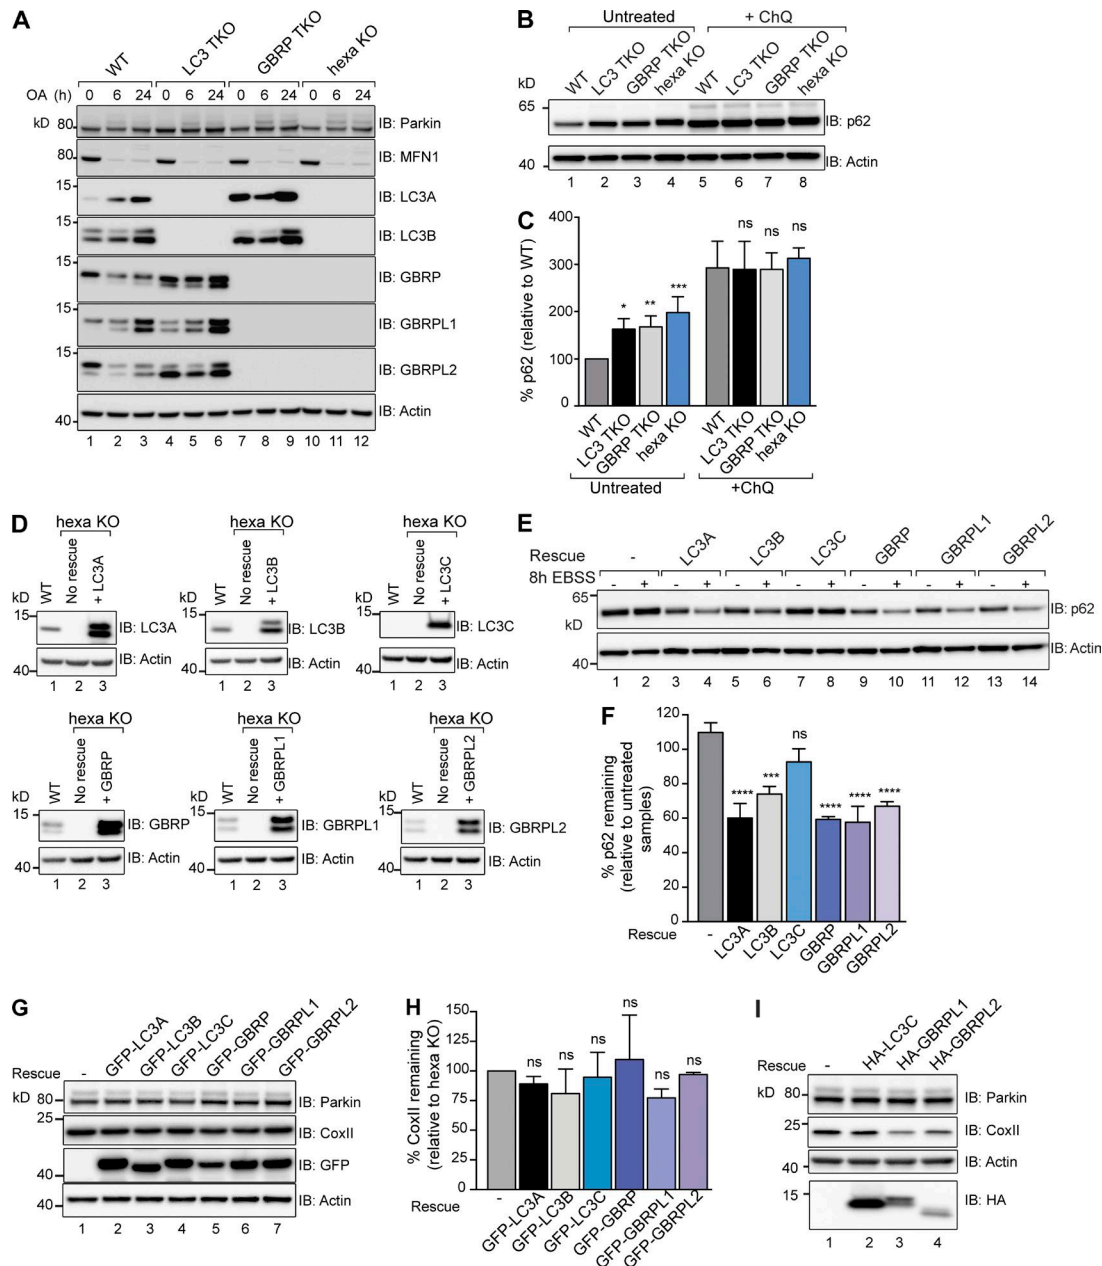 A
WT LC3 TKO GBRP TKO hexa KO
OA (h) 0 6 24 0 6 24 0 6 24 0 6 24
kD 80 IB: Parkin
80 IB: MFN1
15 IB: LC3A
15 IB: LC3B
15 IB: GBRP
15 IB: GBRPL1
15 IB: GBRPL2
40 IB: Actin
1 2 3 4 5 6 7 8 9 10 11 12
B
Untreated + ChQ
WT LC3 TKO GBRP TKO hexa KO WT LC3 TKO GBRP TKO hexa KO
kD
65 IB: p62
40 IB: Actin
1 2 3 4 5 6 7 8
C
% p62 (relative to WT)
400
300
200
100
0
* ** *** ns ns ns
WT LC3 TKO GBRP TKO hexa KO WT LC3 TKO GBRP TKO hexa KO
Untreated +ChQ
D
hexa KO hexa KO hexa KO
WT No rescue + LC3A WT No rescue + LC3B WT No rescue + LC3C
kD kD kD
15 IB: LC3A 15 IB: LC3B 15 IB: LC3C
40 IB: Actin 40 IB: Actin 40 IB: Actin
1 2 3 1 2 3 1 2 3
hexa KO hexa KO hexa KO
WT No rescue + GBRP WT No rescue + GBRPL1 WT No rescue + GBRPL2
kD kD kD
15 IB: GBRP 15 IB: GBRPL1 15 IB: GBRPL2
40 IB: Actin 40 IB: Actin 40 IB: Actin
1 2 3 1 2 3 1 2 3
E
Rescue - LC3A LC3B LC3C GBRP GBRPL1 GBRPL2
8h EBSS - + - + - + - + - + - + - +
65 IB: p62
kD
40 IB: Actin
1 2 3 4 5 6 7 8 9 10 11 12 13 14
F
% p62 remaining
(relative to untreated
samples)
120
100
80
60
40
20
0
**** *** ns **** **** ****
Rescue - LC3A LC3B LC3C GBRP GBRPL1 GBRPL2
G
Rescue - GFP-LC3A GFP-LC3B GFP-LC3C GFP-GBRP GFP-GBRPL1 GFP-GBRPL2
kD 80 IB: Parkin
25 IB: CoxII
40 IB: GFP
40 IB: Actin
1 2 3 4 5 6 7
H
% CoxII remaining
(relative to hexa KO)
150
125
100
75
50
25
0
ns ns ns ns ns ns
Rescue - GFP-LC3A GFP-LC3B GFP-LC3C GFP-GBRP GFP-GBRPL1 GFP-GBRPL2
I
Rescue - HA-LC3C HA-GBRPL1 HA-GBRPL2
kD 80 IB: Parkin
25 IB: CoxII
40 IB: Actin
15 IB: HA
1 2 3 4